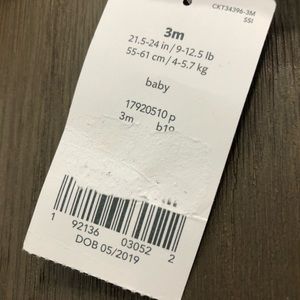 CKT34396-3M
SSI
3m
21.5-24 in / 9-12.5 lb
55-61 cm / 4-5.7 kg
baby
17920510 p
3m b19
1 92136 03052 2
DOB 05/2019